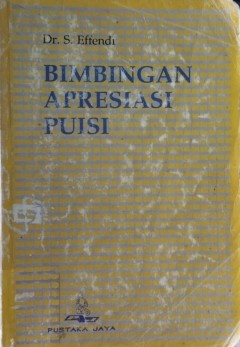 Dr. S. Effendi
BIMBINGAN
APRESIASI
PUISI
PUSTAKA JAYA